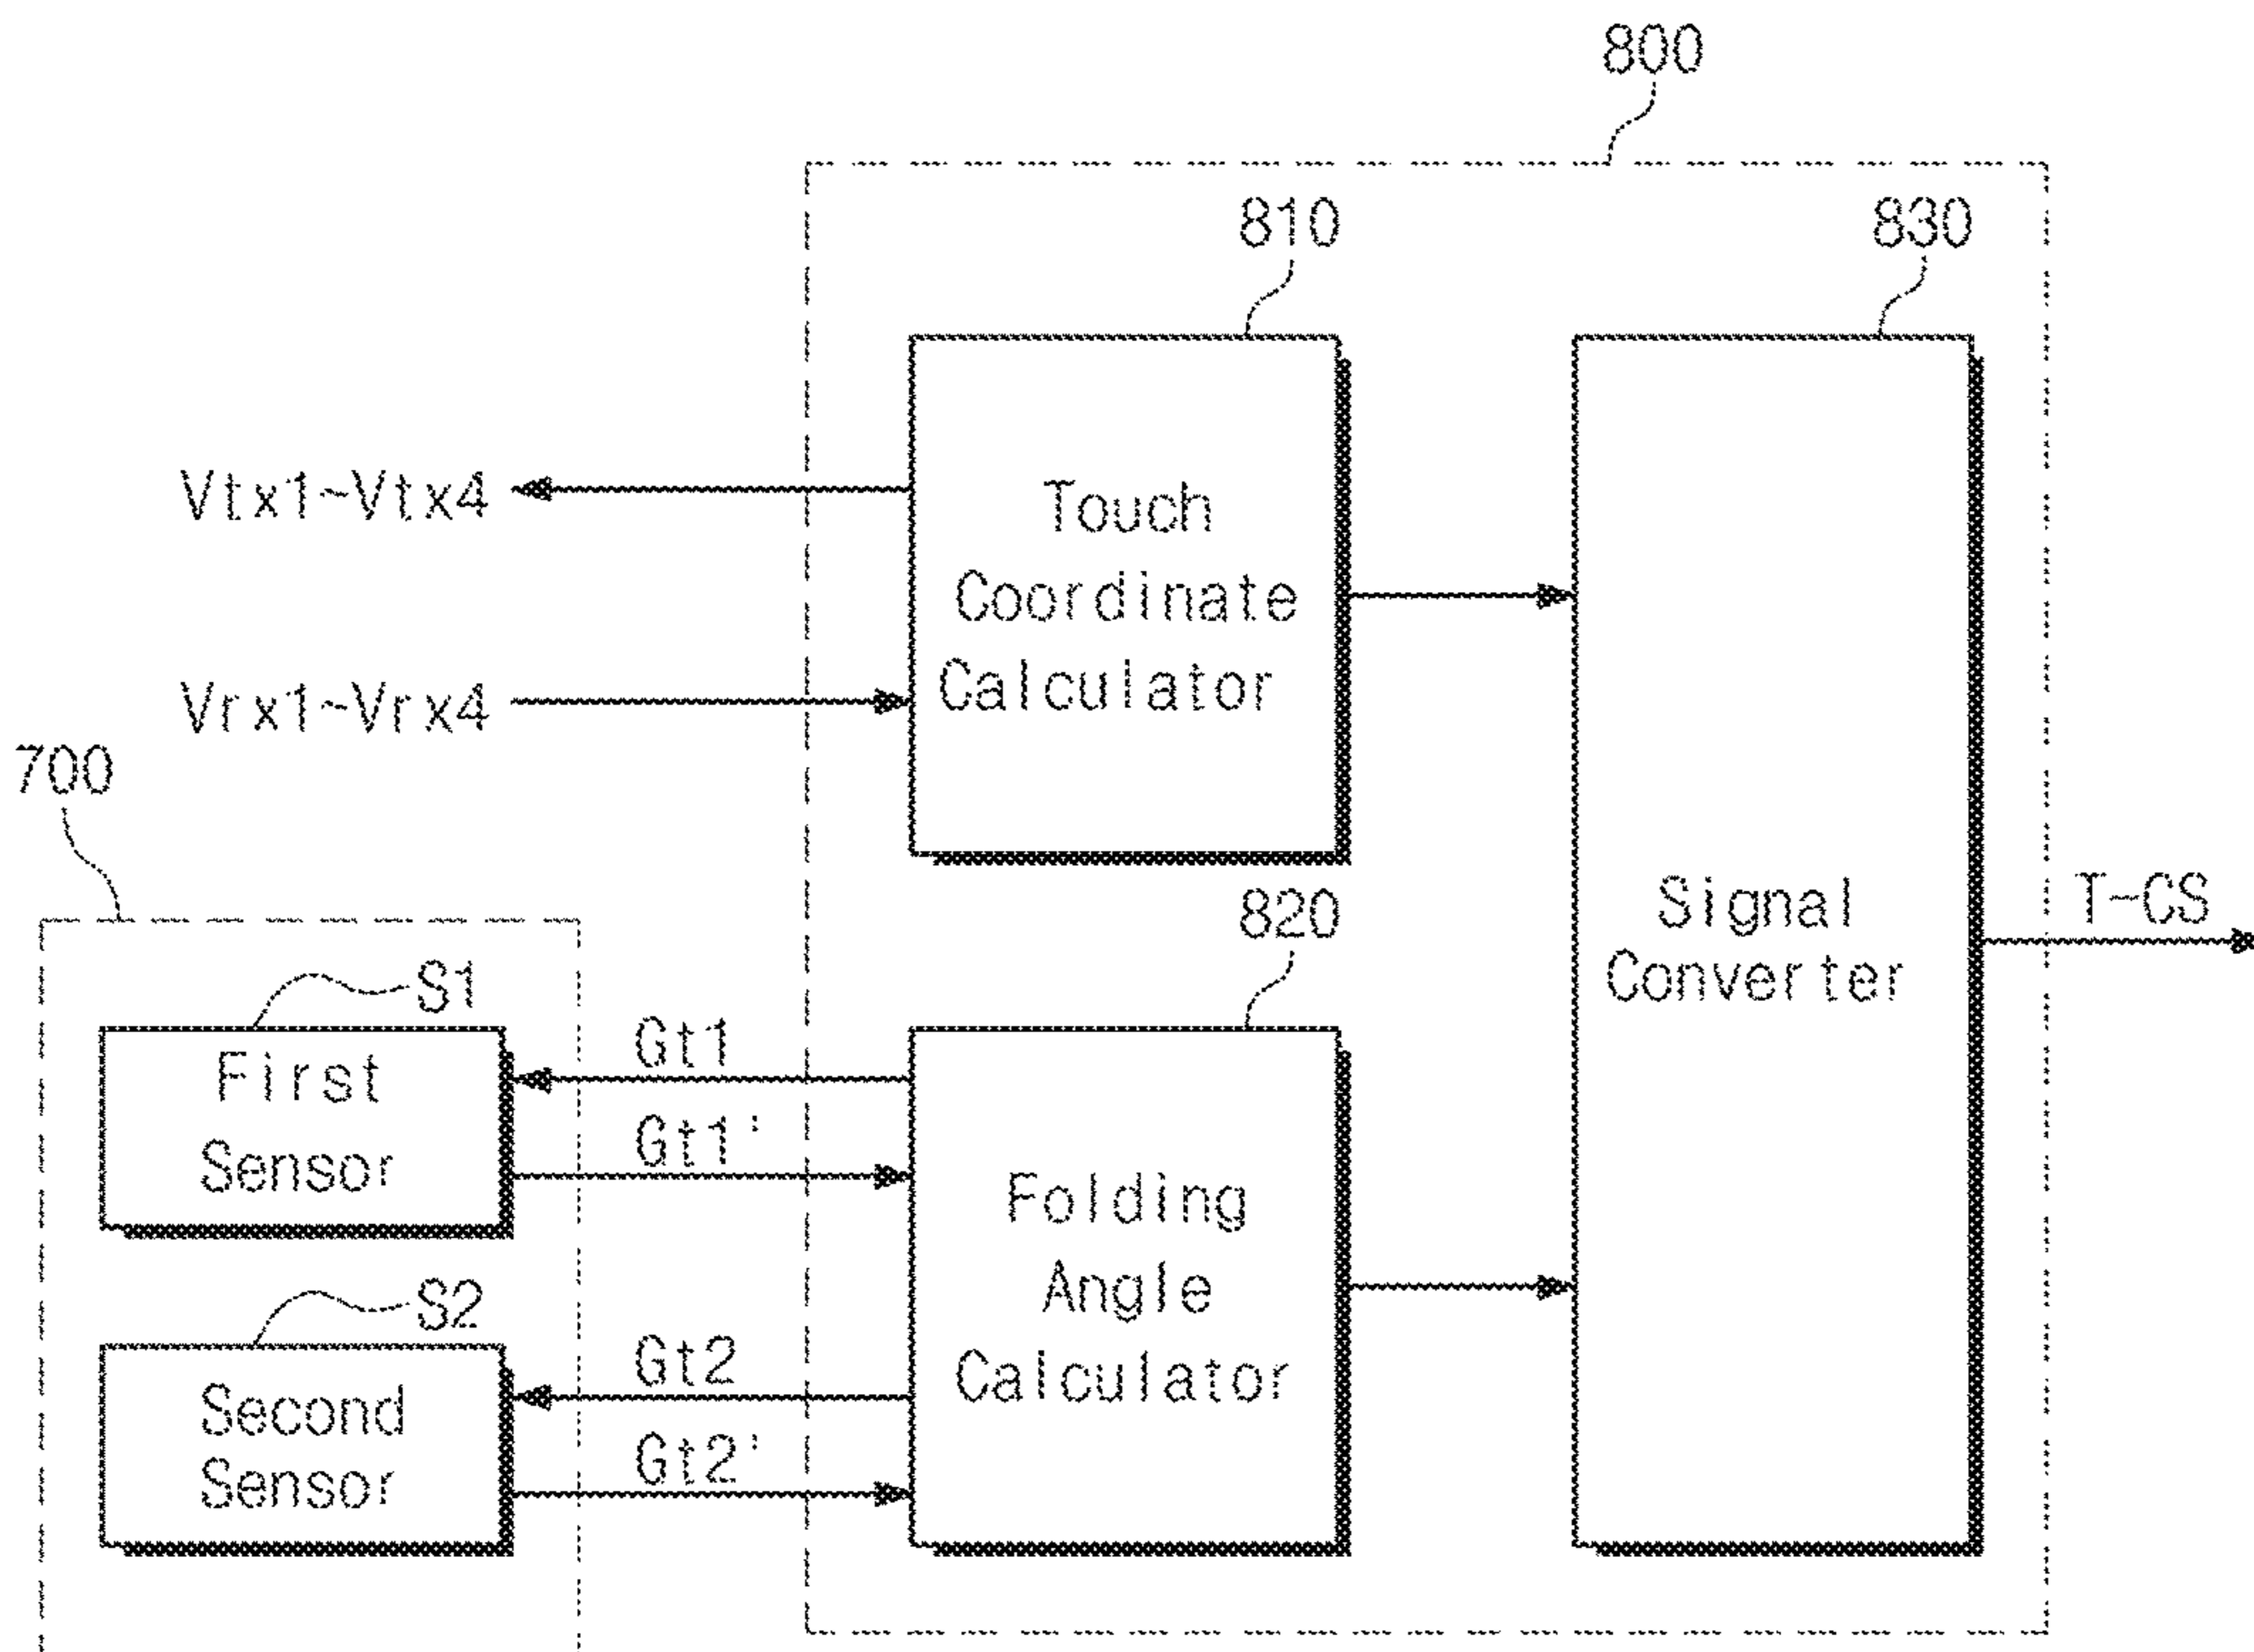 800
810
830
Vtx1~Vtx4
Touch
Coordinate
Calculator
Vrx1~Vrx4
700
820
Signal
Converter
T-CS
S1
First
Sensor
Gt1
Gt1'
Folding
Angle
Calculator
S2
Second
Sensor
Gt2
Gt2'